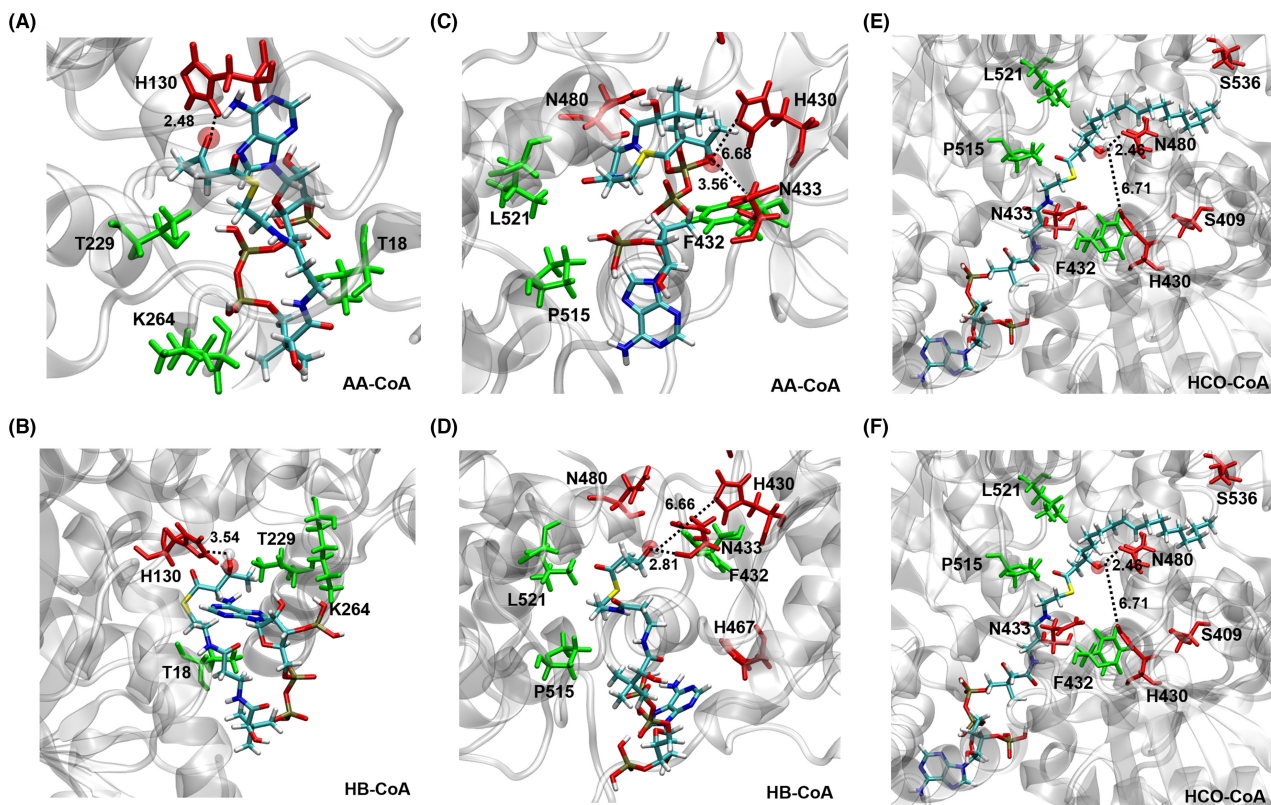 (A)
H130
2.48
T229
T18
K264
AA-CoA
(B)
3.54
T229
H130
K264
T18
HB-CoA
(C)
N480
H430
6.68
3.56
N433
L521
F432
P515
AA-CoA
(D)
N480
H430
6.66
N433
2.81
F432
L521
H467
P515
HB-CoA
(E)
L521
S536
P515
2.46
N480
6.71
N433
S409
F432
H430
HCO-CoA
(F)
L521
S536
P515
2.46
N480
6.71
N433
S409
F432
H430
HCO-CoA